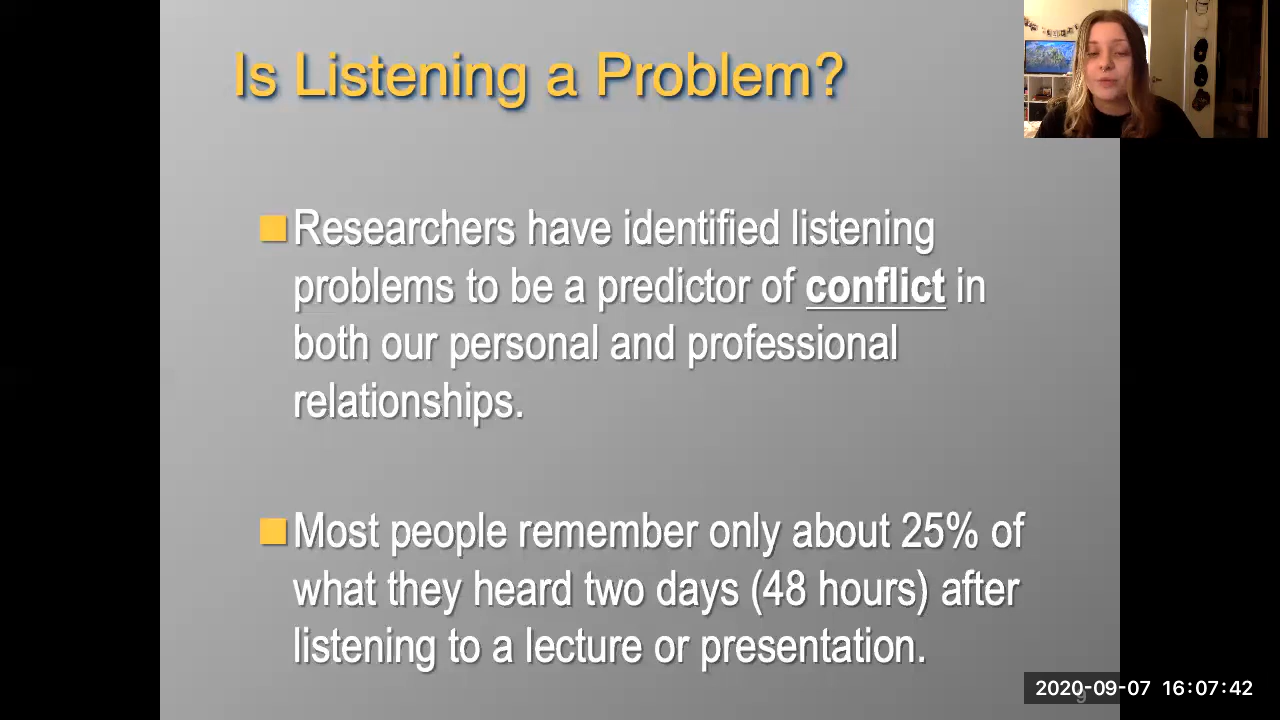 Is Listening a Problem?
Researchers have identified listening
problems to be a predictor of conflict in
both our personal and professional
relationships.
Most people remember only about 25% of
what they heard two days (48 hours) after
listening to a lecture or presentation.
2020-09-07 16:07:42
9